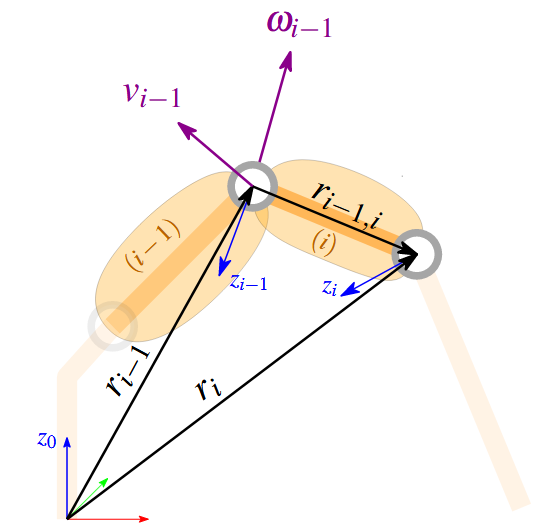 ω_{i−1}
v_{i−1}
r_{i−1,i}
(i−1)
(i)
z_{i−1}
z_i
r_{i−1}
r_i
z_0